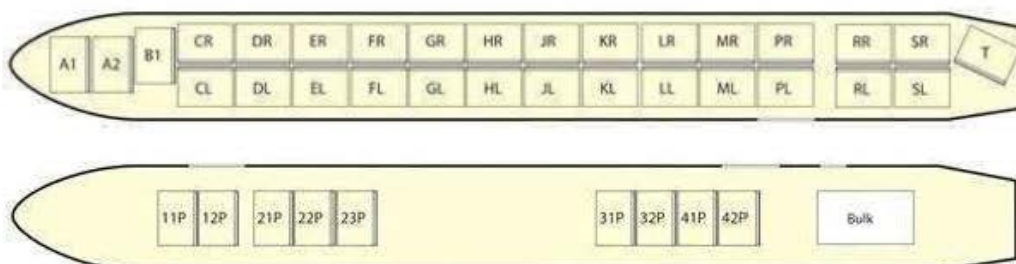 CR DR ER FR GR HR JR KR LR MR PR RR SR
A1 A2 B1 T
CL DL EL FL GL HL JL KL LL ML PL RL SL
11P 12P 21P 22P 23P 31P 32P 41P 42P Bulk